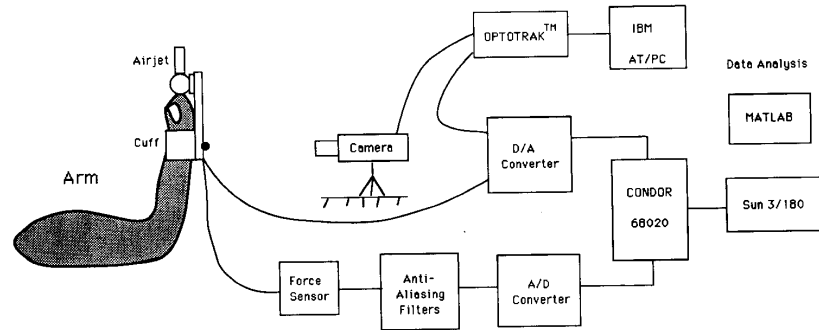 Airjet
Cuff
Arm
Camera
OPTOTRAK™
IBM
AT/PC
Data Analysis
MATLAB
D/A
Converter
CONDOR
68020
Sun 3/180
Force
Sensor
Anti-
Aliasing
Filters
A/D
Converter